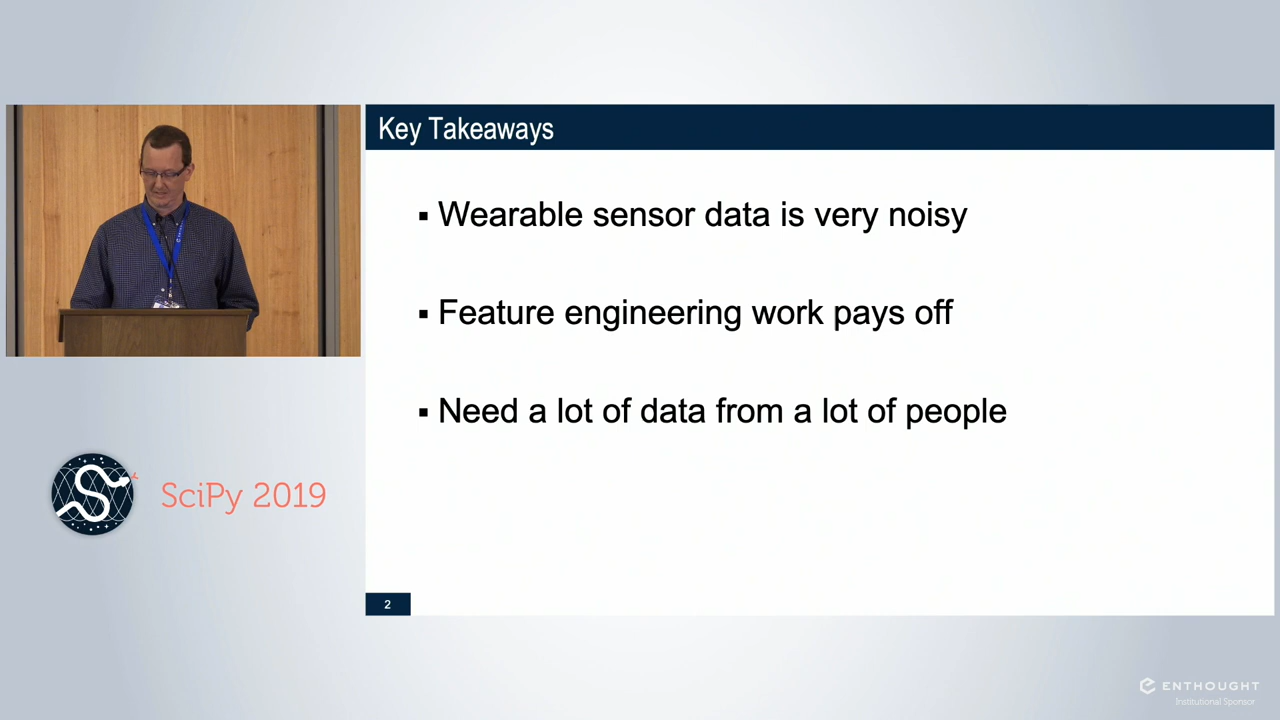 Key Takeaways
▪ Wearable sensor data is very noisy
▪ Feature engineering work pays off
▪ Need a lot of data from a lot of people
SciPy 2019
2
ENTHOUGHT
Institutional Sponsor